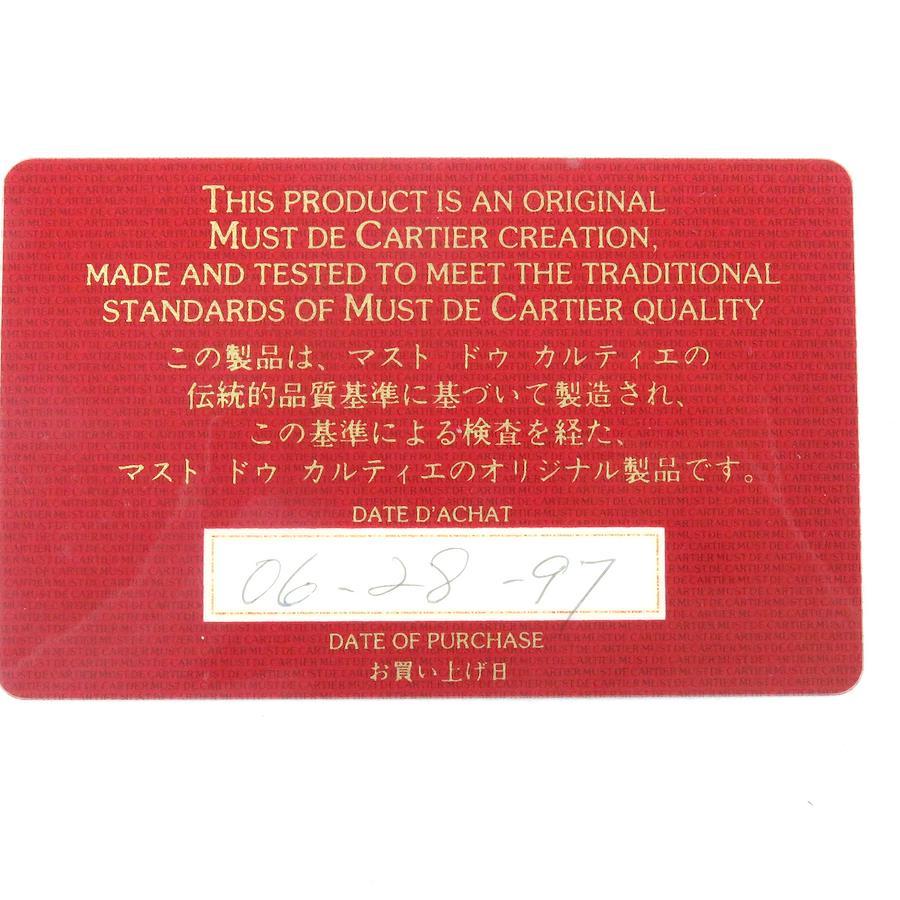 THIS PRODUCT IS AN ORIGINAL
MUST DE CARTIER CREATION,
MADE AND TESTED TO MEET THE TRADITIONAL
STANDARDS OF MUST DE CARTIER QUALITY
この製品は、マスト ドゥ カルティエの
伝統的品質基準に基づいて製造され、
この基準による検査を経た、
マスト ドゥ カルティエのオリジナル製品です。
DATE D'ACHAT
06-28-97
DATE OF PURCHASE
お買い上げ日